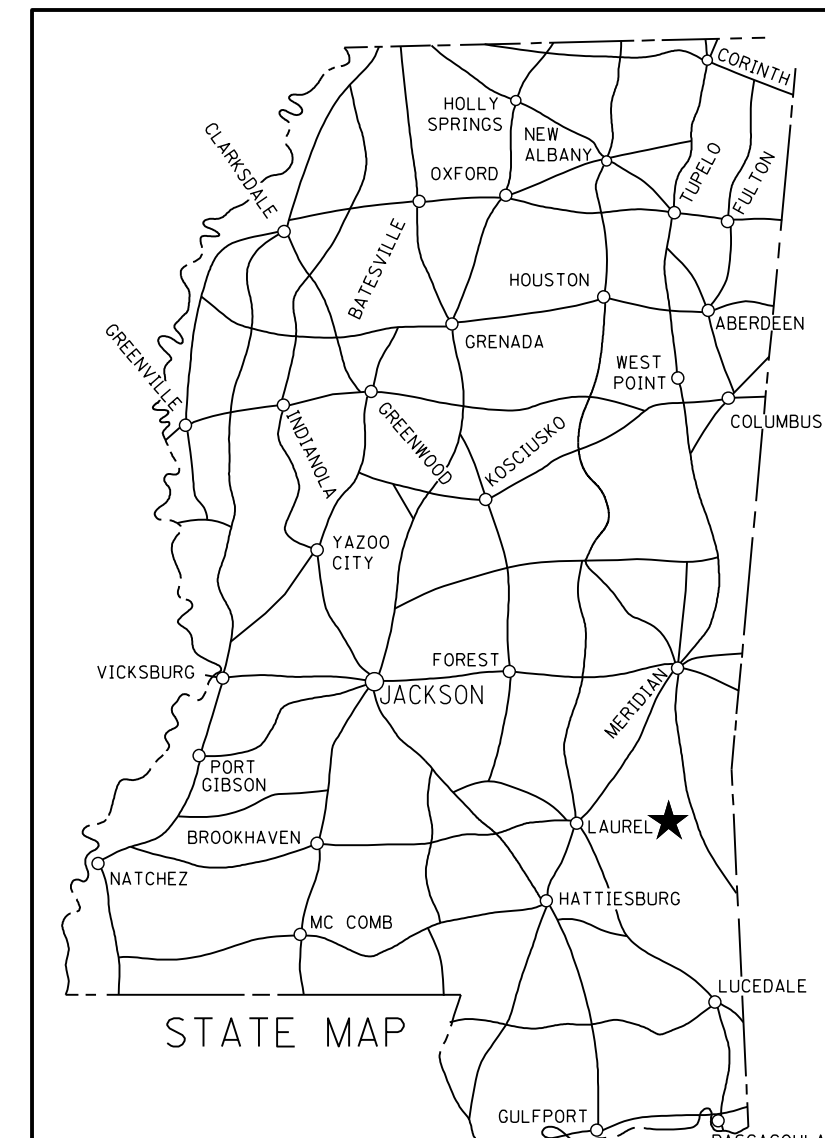 CORINTH
HOLLY
SPRINGS
NEW
ALBANY
CLARKSDALE
OXFORD
TUPELO
FULTON
BATESVILLE
HOUSTON
ABERDEEN
GREENVILLE
GRENADA
WEST
POINT
COLUMBUS
INDIANOLA
GREENWOOD
KOSCIUSKO
YAZOO
CITY
VICKSBURG
FOREST
JACKSON
MERIDIAN
PORT
GIBSON
BROOKHAVEN
LAUREL
NATCHEZ
HATTIESBURG
MC COMB
LUCEDALE
STATE MAP
GULFPORT